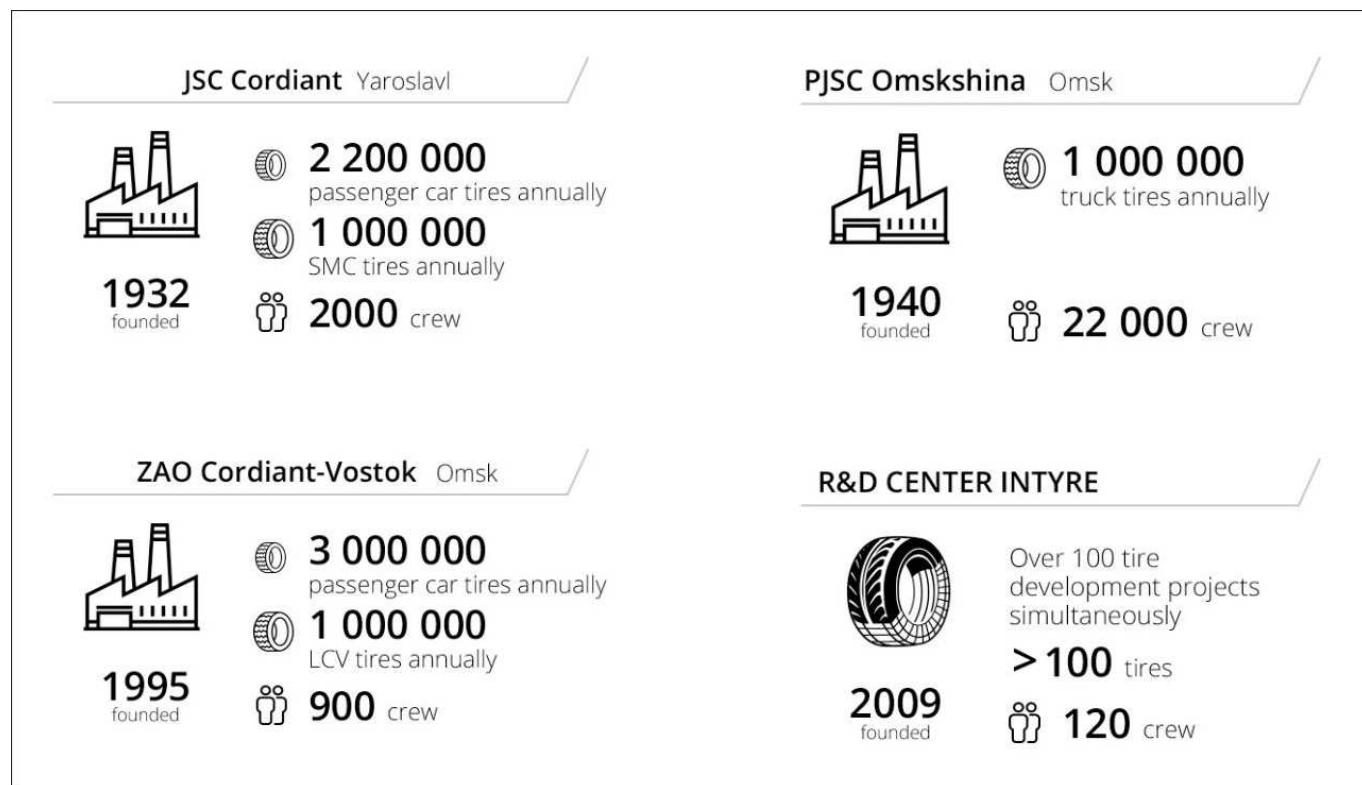 JSC Cordiant Yaroslavl
2 200 000
passenger car tires annually
1 000 000
SMC tires annually
1932
founded
2000 crew
PJSC Omskshina Omsk
1 000 000
truck tires annually
1940
founded
22 000 crew
ZAO Cordiant-Vostok Omsk
3 000 000
passenger car tires annually
1 000 000
LCV tires annually
1995
founded
900 crew
R&D CENTER INTYRE
Over 100 tire
development projects
simultaneously
> 100 tires
2009
founded
120 crew